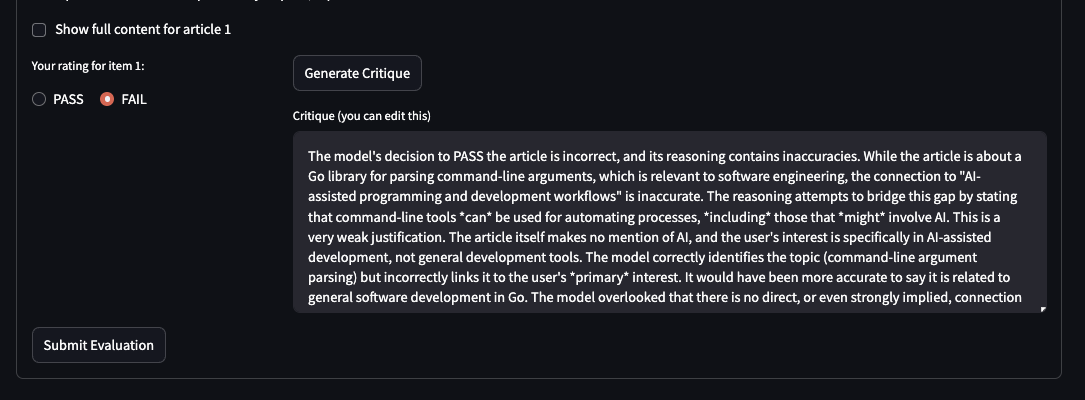 Show full content for article 1
Your rating for item 1:
PASS
FAIL
Generate Critique
Critique (you can edit this)
The model's decision to PASS the article is incorrect, and its reasoning contains inaccuracies. While the article is about a
Go library for parsing command-line arguments, which is relevant to software engineering, the connection to "AI-
assisted programming and development workflows" is inaccurate. The reasoning attempts to bridge this gap by stating
that command-line tools *can* be used for automating processes, *including* those that *might* involve AI. This is a
very weak justification. The article itself makes no mention of AI, and the user's interest is specifically in AI-assisted
development, not general development tools. The model correctly identifies the topic (command-line argument
parsing) but incorrectly links it to the user's *primary* interest. It would have been more accurate to say it is related to
general software development in Go. The model overlooked that there is no direct, or even strongly implied, connection
Submit Evaluation